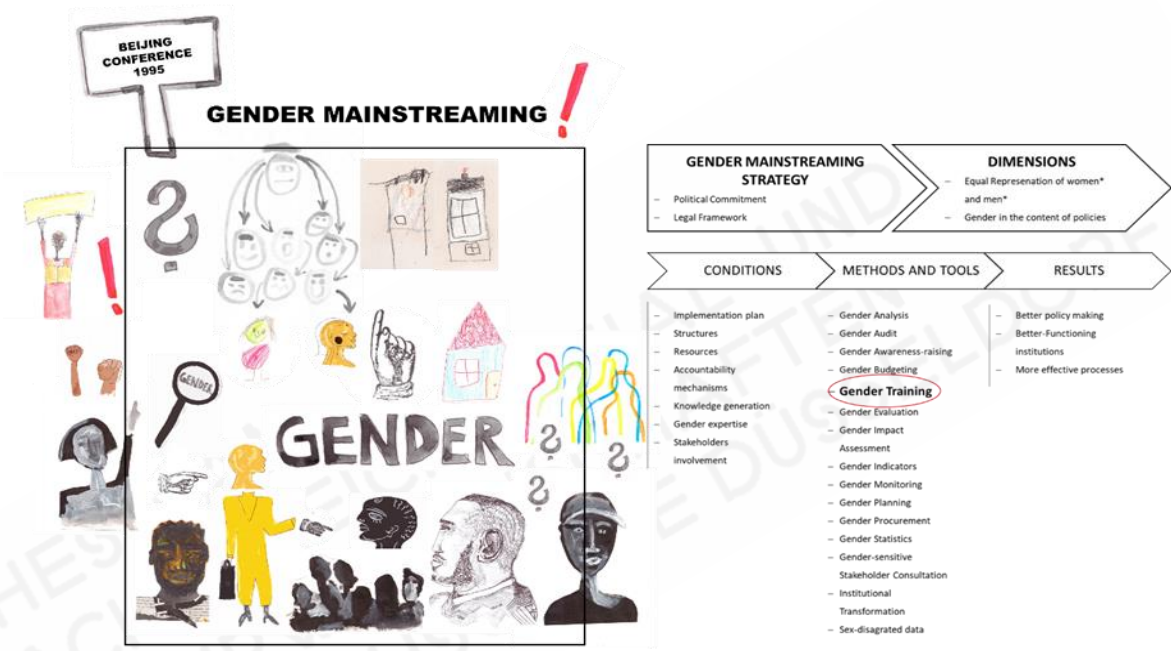 BEIJING
CONFERENCE
1995
GENDER MAINSTREAMING
GENDER
GENDER
GENDER MAINSTREAMING
STRATEGY
– Political Commitment
– Legal Framework
DIMENSIONS
– Equal Represenation of women*
and men*
– Gender in the content of policies
CONDITIONS
METHODS AND TOOLS
RESULTS
– Implementation plan
– Structures
– Resources
– Accountability
mechanisms
– Knowledge generation
– Gender expertise
– Stakeholders
involvement
– Gender Analysis
– Gender Audit
– Gender Awareness-raising
– Gender Budgeting
– Gender Training
– Gender Evaluation
– Gender Impact
Assessment
– Gender Indicators
– Gender Monitoring
– Gender Planning
– Gender Procurement
– Gender Statistics
– Gender-sensitive
Stakeholder Consultation
– Institutional
Transformation
– Sex-disagrated data
– Better policy making
– Better-Functioning
institutions
– More effective processes